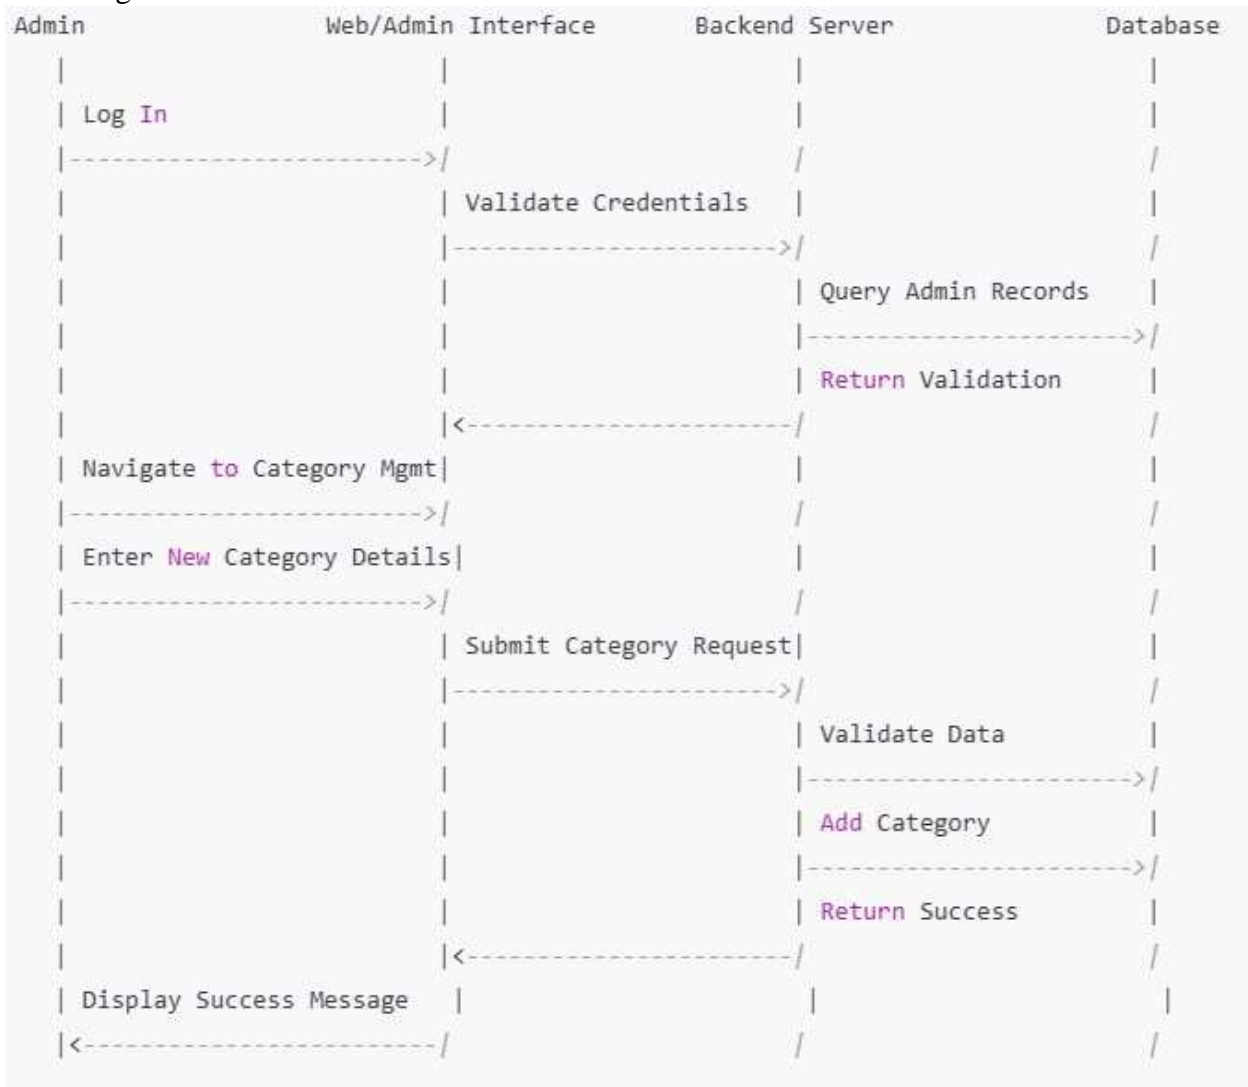 Admin Web/Admin Interface Backend Server Database
| | | |
| Log In | | |
|------------------------->/ / /
| | Validate Credentials | |
| |----------------------->/ /
| | | Query Admin Records |
| | |----------------------->/
| | | Return Validation |
| |<-----------------------/ /
| Navigate to Category Mgmt| | |
|------------------------->/ / /
| Enter New Category Details| | |
|------------------------->/ / /
| | Submit Category Request| |
| |----------------------->/ /
| | | Validate Data |
| | |----------------------->/
| | | Add Category |
| | |----------------------->/
| | | Return Success |
| |<-----------------------/ /
| Display Success Message | | |
|<-------------------------/ / /